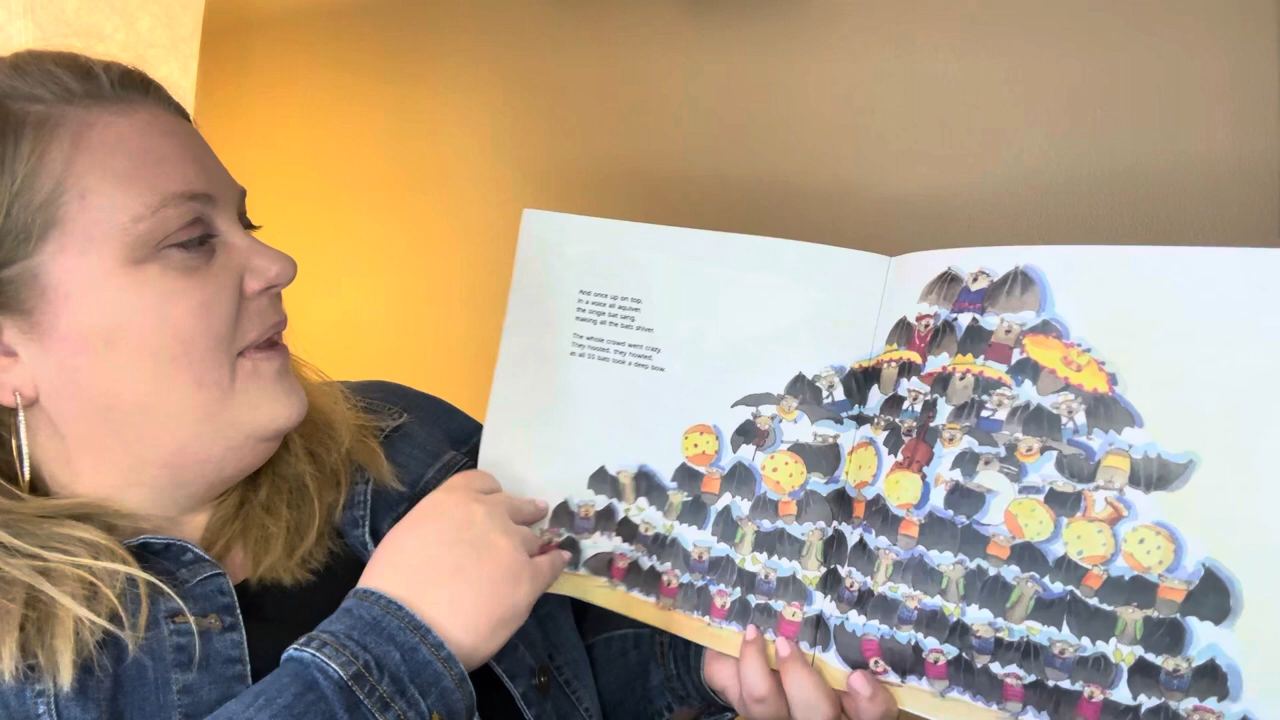 And once up on top,
in a voice all aquiver,
the single bat sang,
making all the bats shiver.
The whole crowd went crazy.
They hooted, they howled,
as all 55 bats took a deep bow.